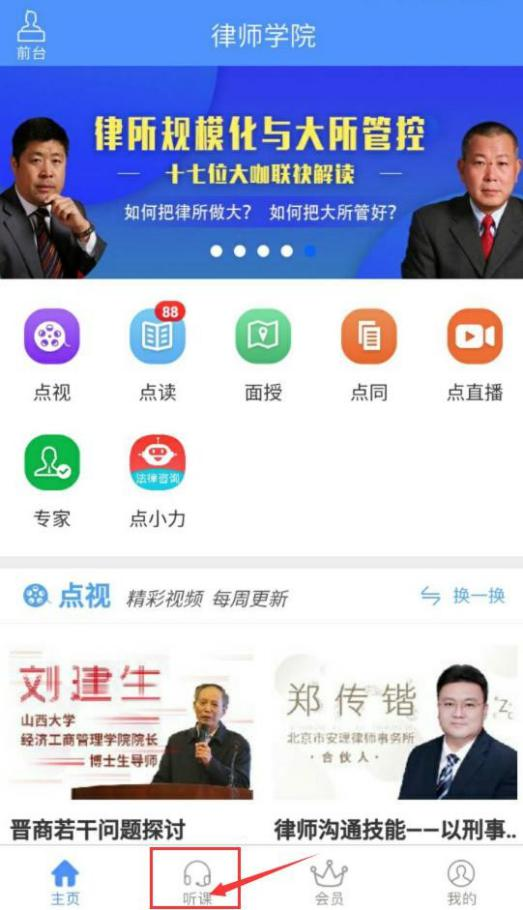 律师学院
前台
律所规模化与大所管控
十七位大咖联袂解读
如何把律所做大? 如何把大所管好?
88
点视 点读 面授 点同 点直播
法律咨询
专家 点小力
点视 精彩视频 每周更新 换一换
刘建生
山西大学
经济工商管理学院院长
博士生导师
郑传锴
北京市安理律师事务所
·合伙人·
晋商若干问题探讨
律师沟通技能——以刑事..
主页 听课 会员 我的